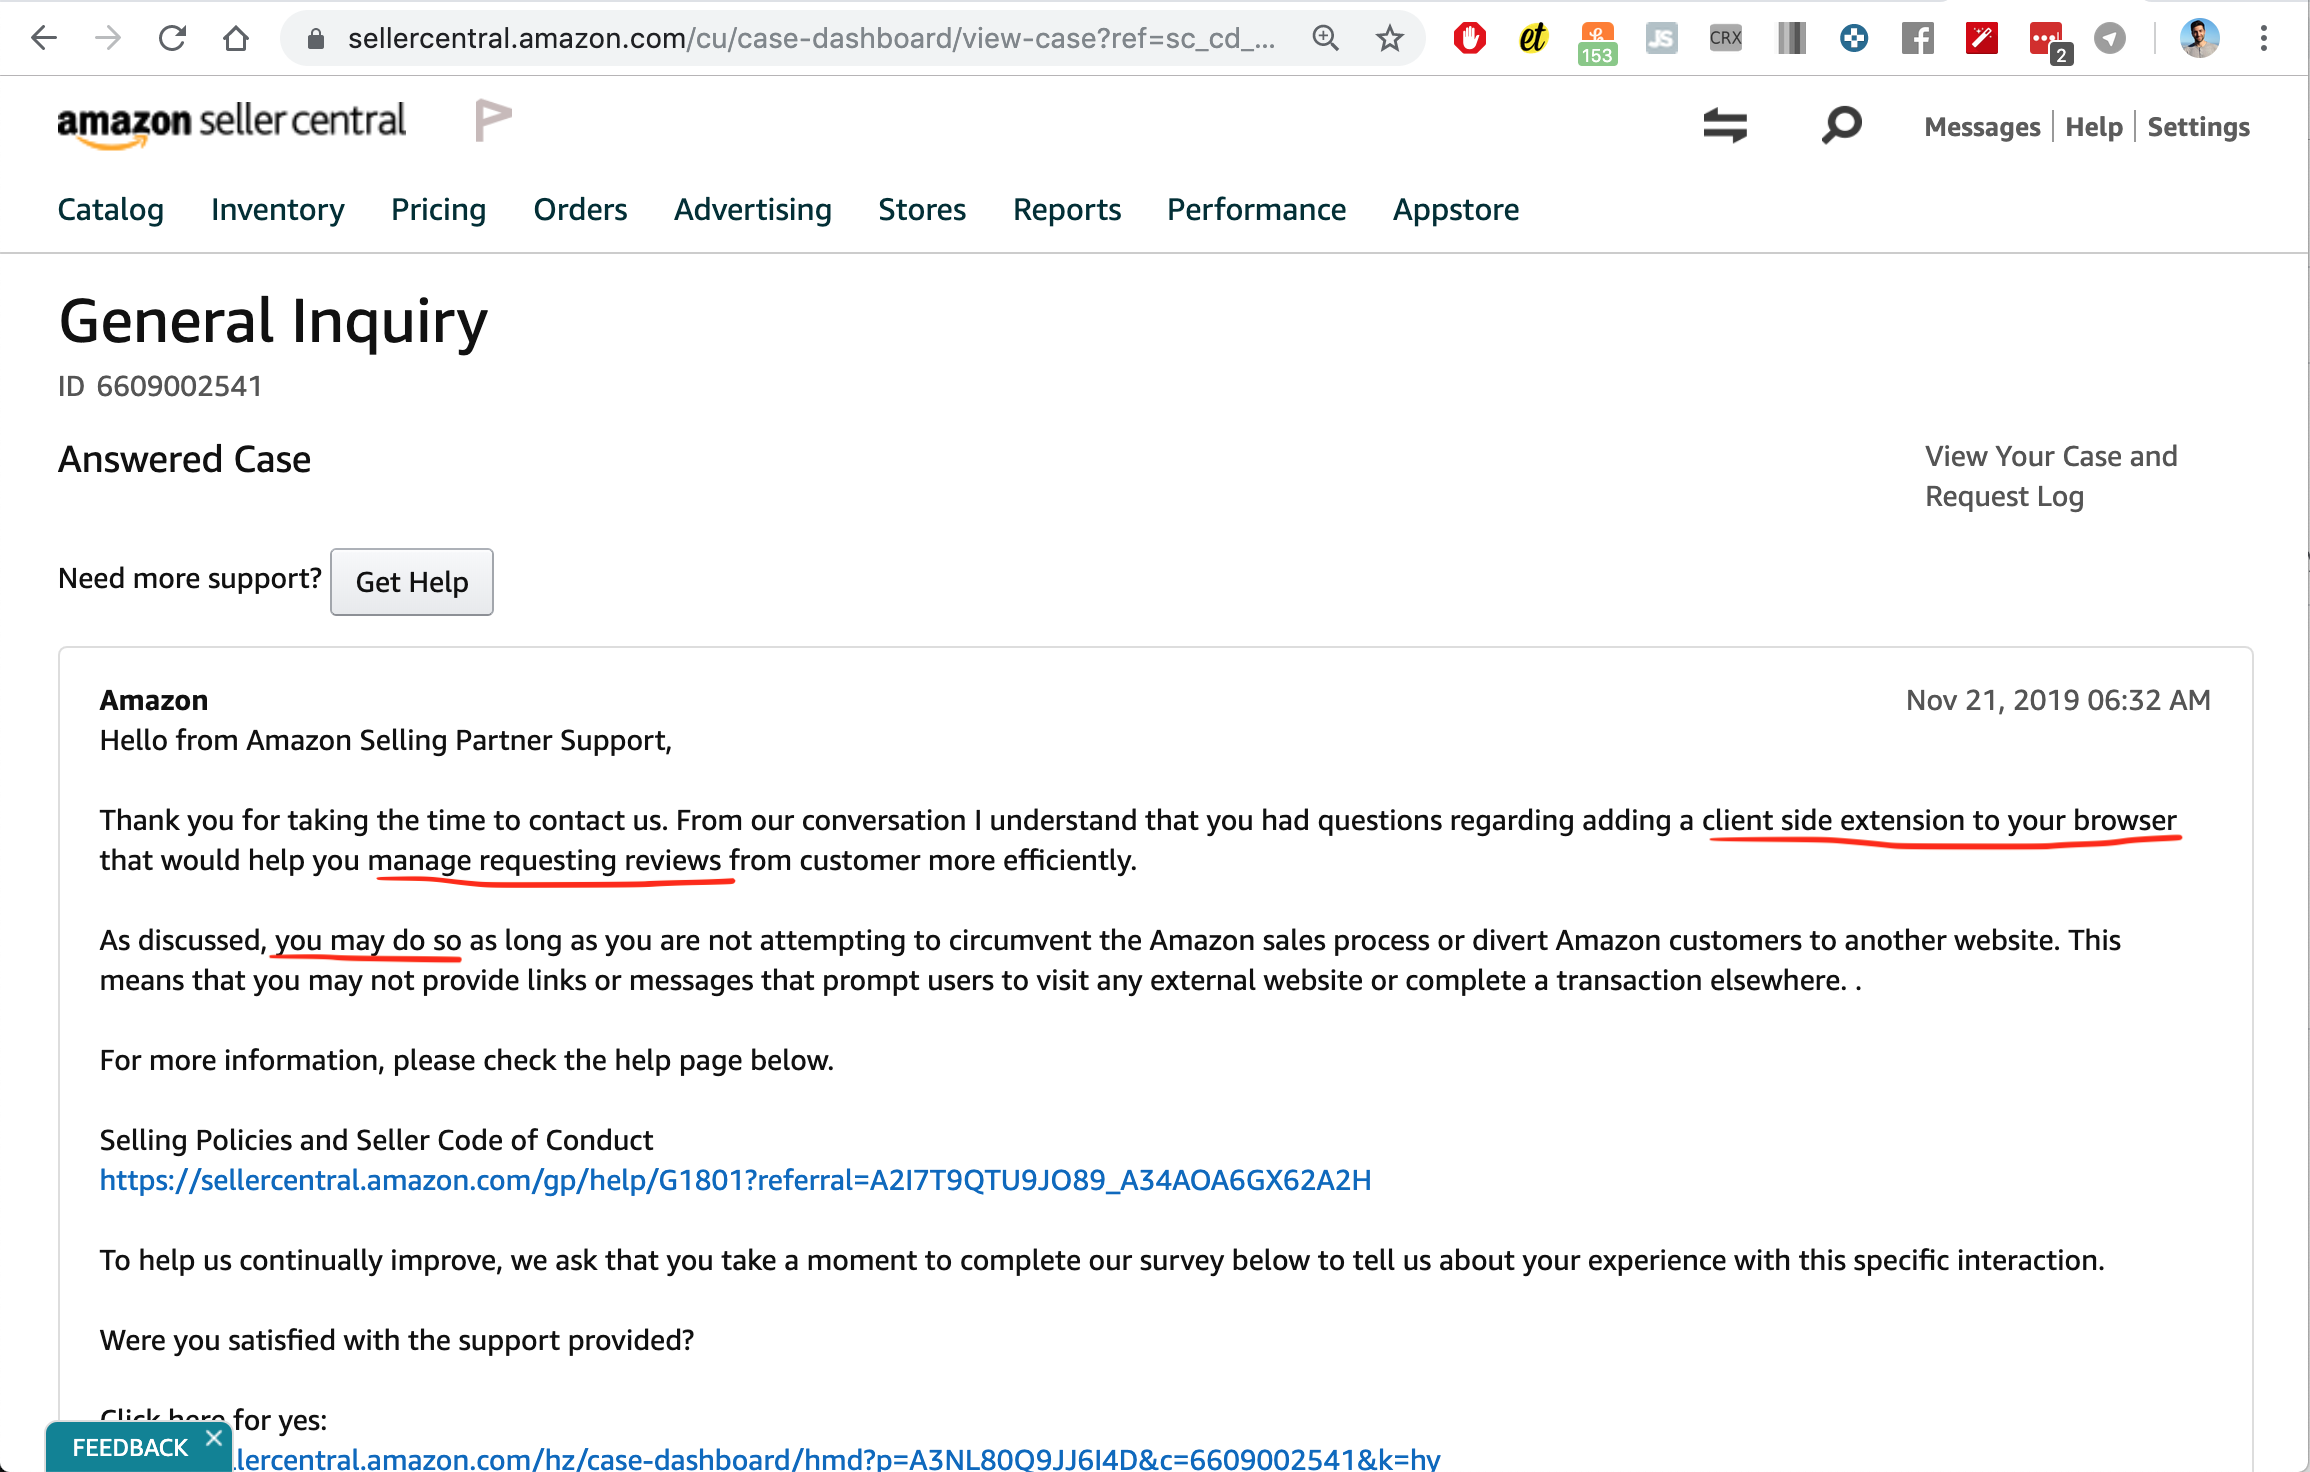 sellercentral.amazon.com/cu/case-dashboard/view-case?ref=sc_cd_...
et
153
JS
CRX
2
amazon seller central
Messages | Help | Settings
Catalog Inventory Pricing Orders Advertising Stores Reports Performance Appstore
General Inquiry
ID 6609002541
Answered Case
View Your Case and
Request Log
Need more support? Get Help
Amazon
Nov 21, 2019 06:32 AM
Hello from Amazon Selling Partner Support,
Thank you for taking the time to contact us. From our conversation I understand that you had questions regarding adding a client side extension to your browser
that would help you manage requesting reviews from customer more efficiently.
As discussed, you may do so as long as you are not attempting to circumvent the Amazon sales process or divert Amazon customers to another website. This
means that you may not provide links or messages that prompt users to visit any external website or complete a transaction elsewhere. .
For more information, please check the help page below.
Selling Policies and Seller Code of Conduct
https://sellercentral.amazon.com/gp/help/G1801?referral=A2I7T9QTU9JO89_A34AOA6GX62A2H
To help us continually improve, we ask that you take a moment to complete our survey below to tell us about your experience with this specific interaction.
Were you satisfied with the support provided?
Click here for yes:
FEEDBACK
llercentral.amazon.com/hz/case-dashboard/hmd?p=A3NL80Q9JJ6I4D&c=6609002541&k=hy